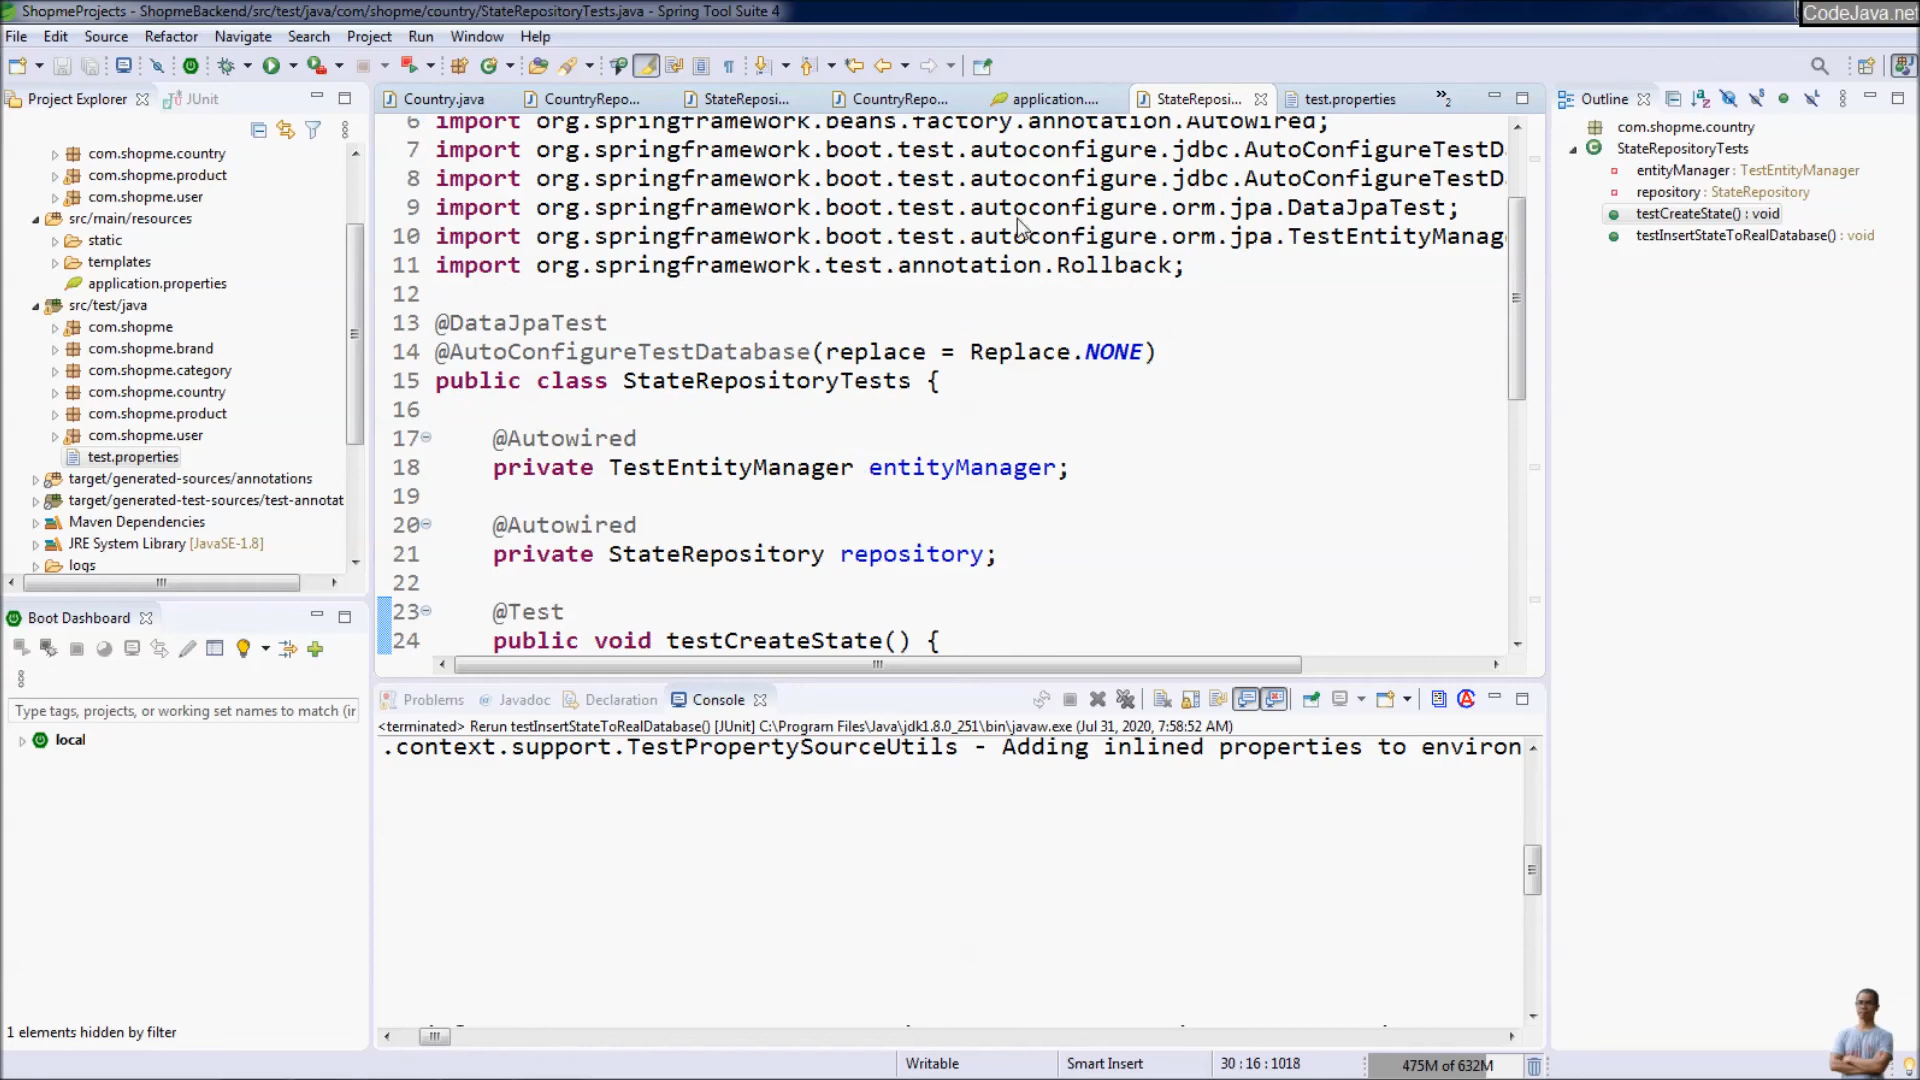 ShopmeProjects - ShopmeBackend/src/test/java/com/shopme/country/StateRepositoryTests.java - Spring Tool Suite 4
CodeJava.net
File Edit Source Refactor Navigate Search Project Run Window Help
Project Explorer
JUnit
com.shopme.country
com.shopme.product
com.shopme.user
src/main/resources
static
templates
application.properties
src/test/java
com.shopme
com.shopme.brand
com.shopme.category
com.shopme.country
com.shopme.product
com.shopme.user
test.properties
target/generated-sources/annotations
target/generated-test-sources/test-annotat
Maven Dependencies
JRE System Library [JavaSE-1.8]
logs
Boot Dashboard
Type tags, projects, or working set names to match (ir
local
1 elements hidden by filter
Country.java CountryRepo... StateReposi... CountryRepo... application.... StateReposi... test.properties »2
6 import org.springframework.beans.factory.annotation.Autowired;
7 import org.springframework.boot.test.autoconfigure.jdbc.AutoConfigureTestD
8 import org.springframework.boot.test.autoconfigure.jdbc.AutoConfigureTestD
9 import org.springframework.boot.test.autoconfigure.orm.jpa.DataJpaTest;
10 import org.springframework.boot.test.autoconfigure.orm.jpa.TestEntityManag
11 import org.springframework.test.annotation.Rollback;
12
13 @DataJpaTest
14 @AutoConfigureTestDatabase(replace = Replace.NONE)
15 public class StateRepositoryTests {
16
17 @Autowired
18 private TestEntityManager entityManager;
19
20 @Autowired
21 private StateRepository repository;
22
23 @Test
24 public void testCreateState() {
Problems Javadoc Declaration Console
<terminated> Rerun testInsertStateToRealDatabase() [JUnit] C:\Program Files\Java\jdk1.8.0_251\bin\javaw.exe (Jul 31, 2020, 7:58:52 AM)
.context.support.TestPropertySourceUtils - Adding inlined properties to environ
Outline
com.shopme.country
StateRepositoryTests
entityManager : TestEntityManager
repository : StateRepository
testCreateState() : void
testInsertStateToRealDatabase() : void
Writable
Smart Insert
30 : 16 : 1018
475M of 632M